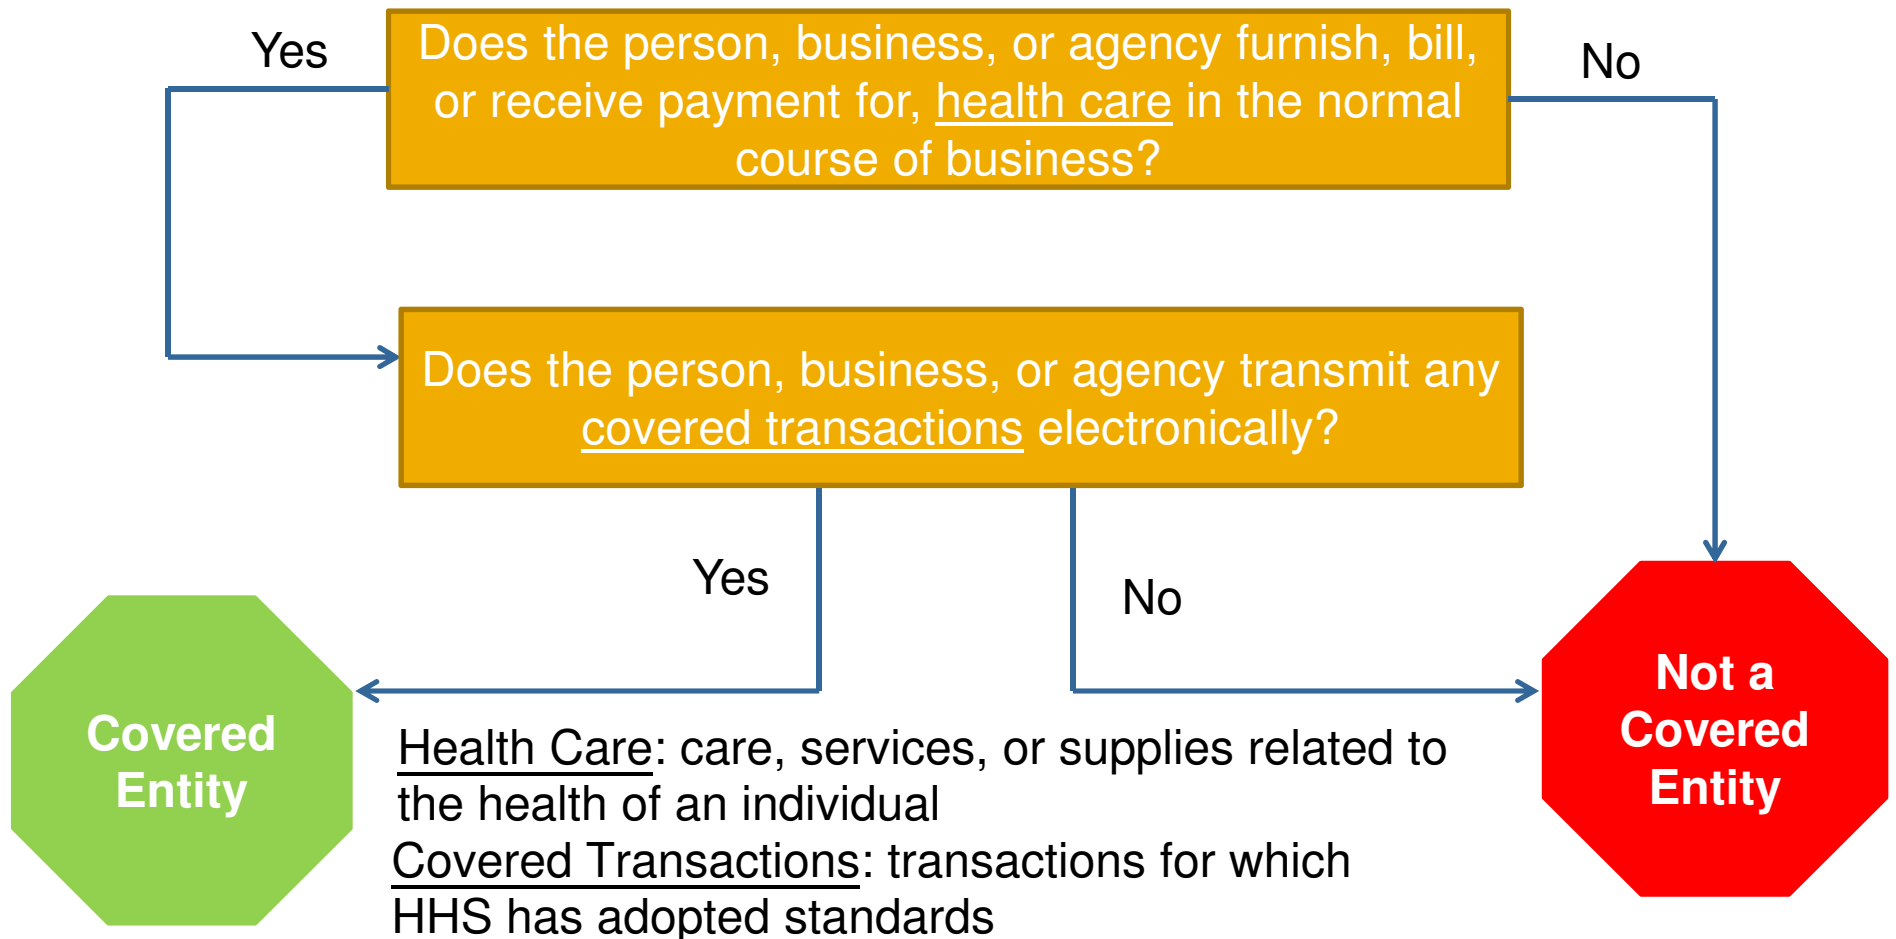 Yes
Does the person, business, or agency furnish, bill,
or receive payment for, health care in the normal
course of business?
No
Does the person, business, or agency transmit any
covered transactions electronically?
Yes
No
Covered
Entity
Not a
Covered
Entity
Health Care: care, services, or supplies related to
the health of an individual
Covered Transactions: transactions for which
HHS has adopted standards